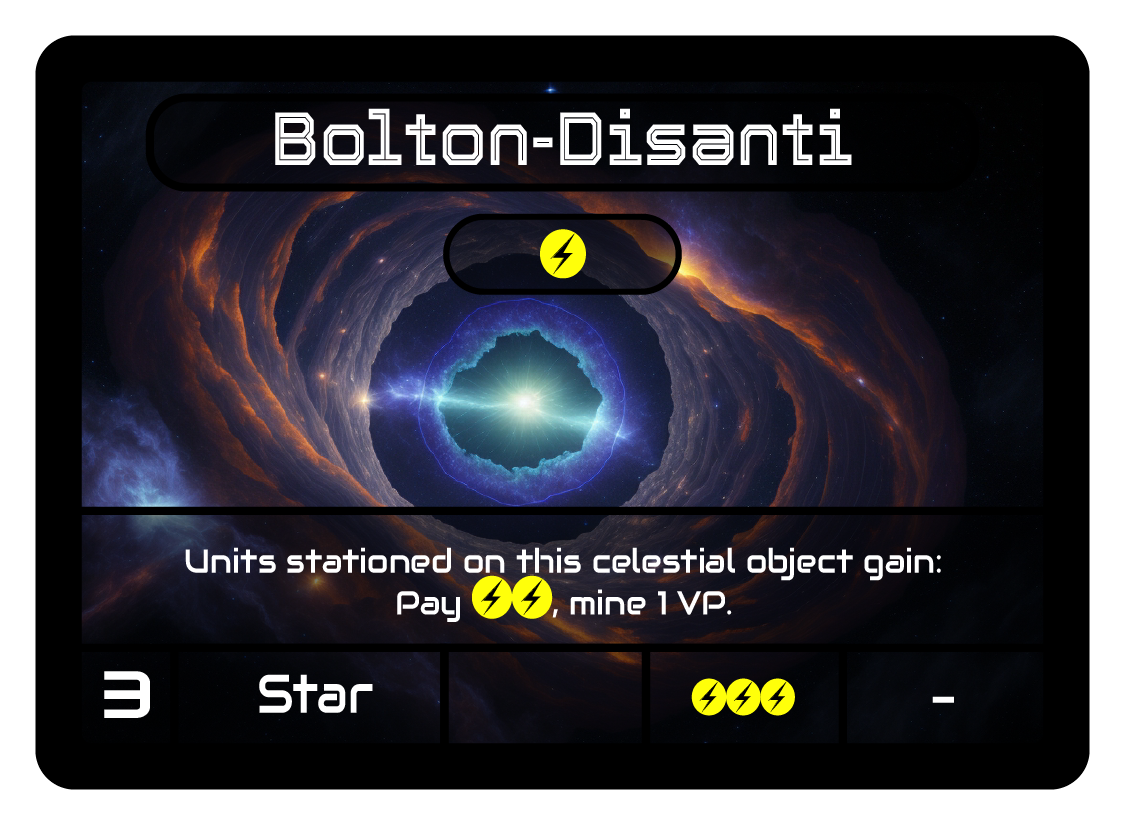 Bolton-Disanti
Units stationed on this celestial object gain:
Pay , mine 1 VP.
3 Star -